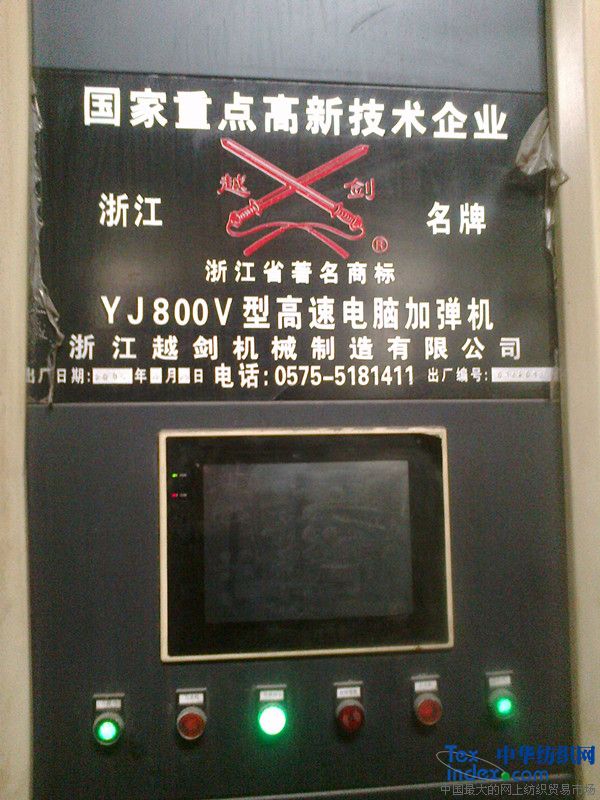 国家重点高新技术企业
越 剑
浙江 名牌
®
浙江省著名商标
YJ800V型高速电脑加弹机
浙江越剑机械制造有限公司
出厂日期: 年 月 日 电话:0575-5181411 出厂编号:
Tex 中华纺织网
index.com
中国最大的网上纺织贸易市场